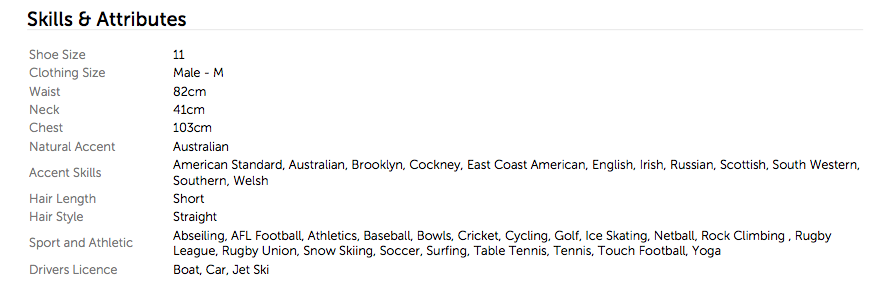 Skills & Attributes
Shoe Size 11
Clothing Size Male - M
Waist 82cm
Neck 41cm
Chest 103cm
Natural Accent Australian
Accent Skills American Standard, Australian, Brooklyn, Cockney, East Coast American, English, Irish, Russian, Scottish, South Western,
Southern, Welsh
Hair Length Short
Hair Style Straight
Sport and Athletic Abseiling, AFL Football, Athletics, Baseball, Bowls, Cricket, Cycling, Golf, Ice Skating, Netball, Rock Climbing , Rugby
League, Rugby Union, Snow Skiing, Soccer, Surfing, Table Tennis, Tennis, Touch Football, Yoga
Drivers Licence Boat, Car, Jet Ski